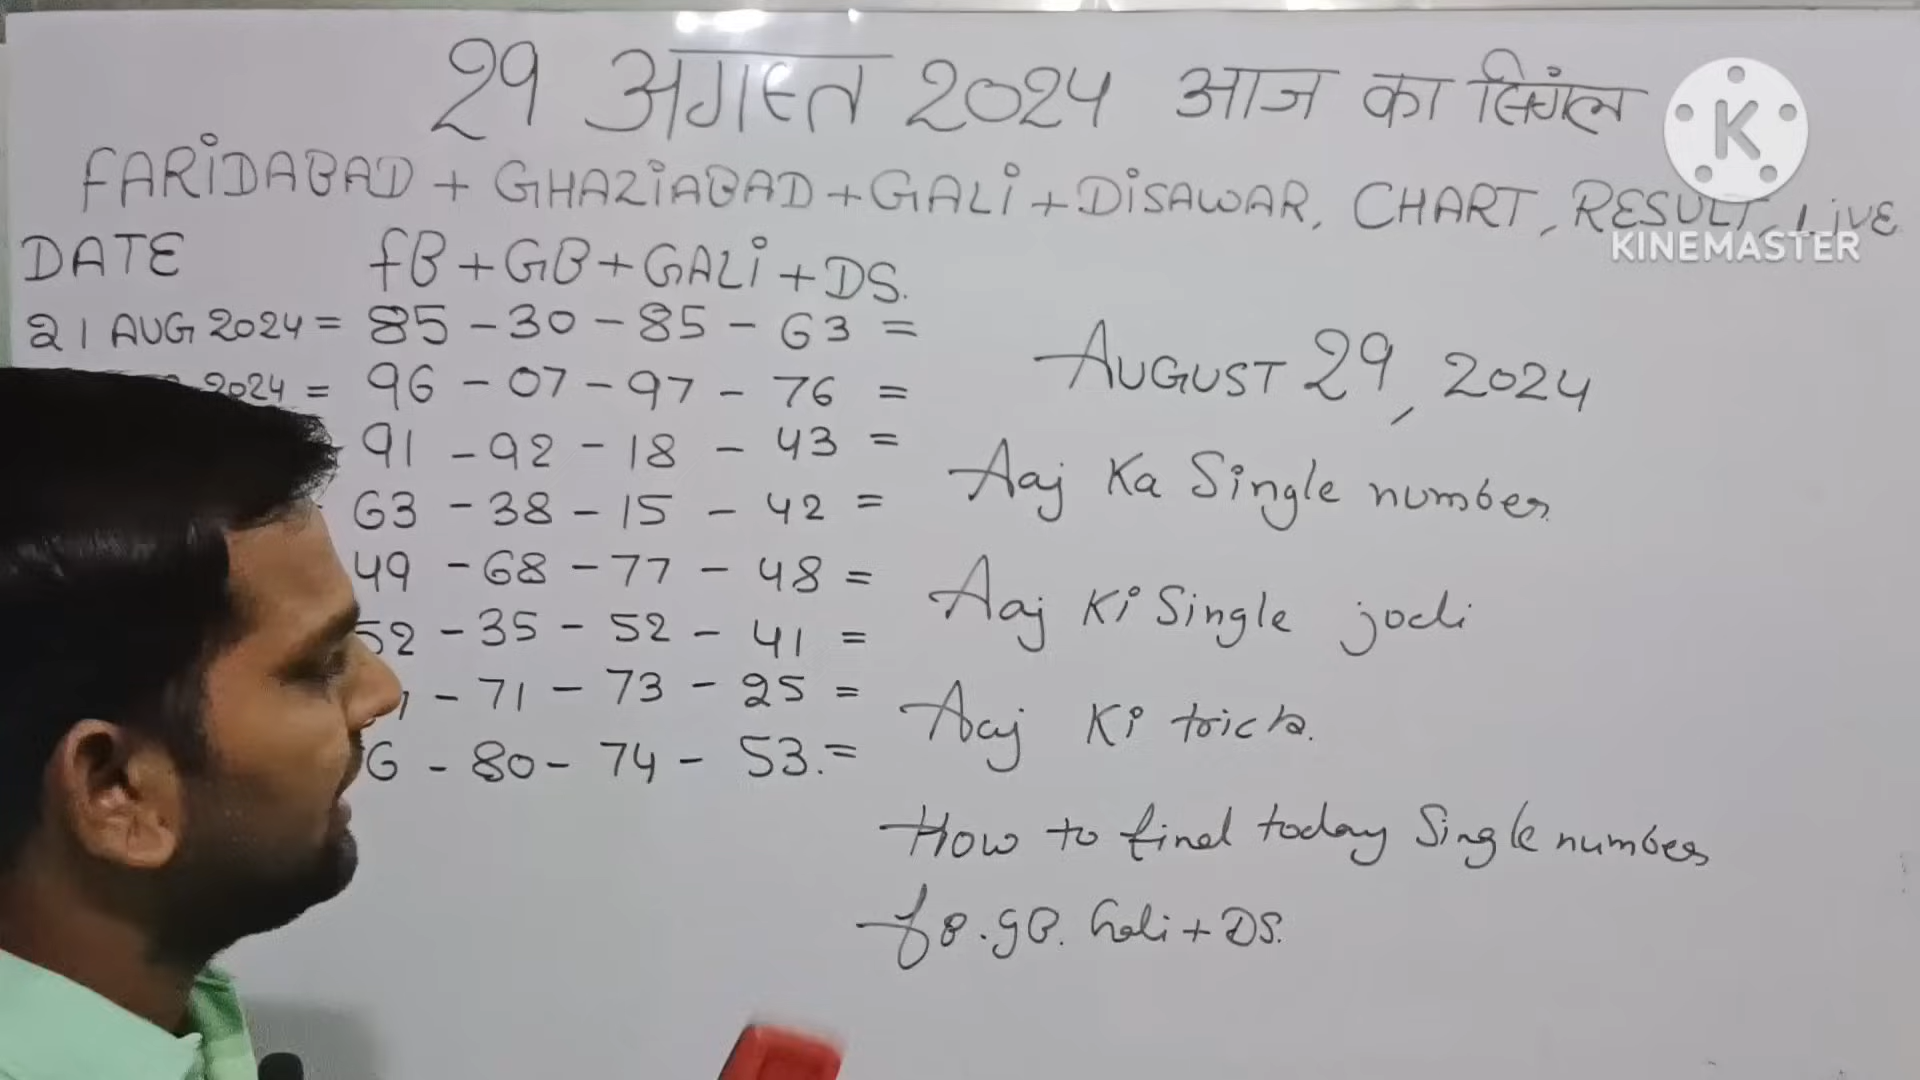 29 अगस्त 2024 आज का सिंगल
FARIDABAD + GHAZIABAD + GALI + DISAWAR, CHART, RESULT, LIVE
K
KINEMASTER
DATE FB + GB + GALI + DS.
21 AUG 2024 = 85 - 30 - 85 - 63 =
2024 = 96 - 07 - 97 - 76 =
91 - 92 - 18 - 43 =
63 - 38 - 15 - 42 =
49 - 68 - 77 - 48 =
52 - 35 - 52 - 41 =
- 71 - 73 - 25 =
6 - 80 - 74 - 53. =
AUGUST 29, 2024
Aaj Ka Single number
Aaj Ki Single jodi
Aaj Ki trick.
How to find today Single number
fB. gB. Gali + DS.